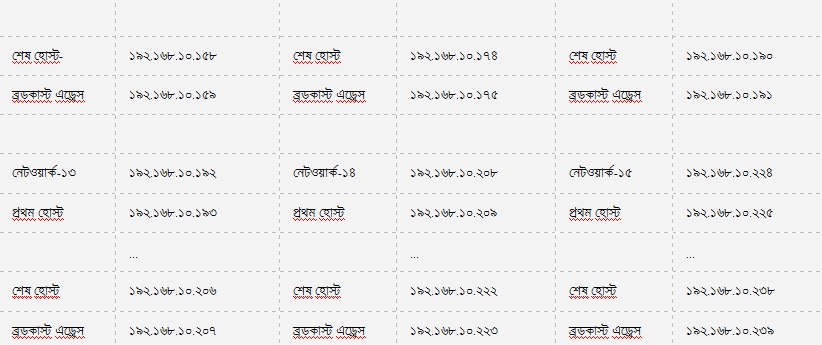 শেষ হোস্ট- ১৯২.১৬৮.১০.১৫৮ শেষ হোস্ট ১৯২.১৬৮.১০.১৭৪ শেষ হোস্ট ১৯২.১৬৮.১০.১৯০
ব্রডকাস্ট এড্রেস ১৯২.১৬৮.১০.১৫৯ ব্রডকাস্ট এড্রেস ১৯২.১৬৮.১০.১৭৫ ব্রডকাস্ট এড্রেস ১৯২.১৬৮.১০.১৯১
নেটওয়ার্ক-১৩ ১৯২.১৬৮.১০.১৯২ নেটওয়ার্ক-১৪ ১৯২.১৬৮.১০.২০৮ নেটওয়ার্ক-১৫ ১৯২.১৬৮.১০.২২৪
প্রথম হোস্ট ১৯২.১৬৮.১০.১৯৩ প্রথম হোস্ট ১৯২.১৬৮.১০.২০৯ প্রথম হোস্ট ১৯২.১৬৮.১০.২২৫
... ... ...
শেষ হোস্ট ১৯২.১৬৮.১০.২০৬ শেষ হোস্ট ১৯২.১৬৮.১০.২২২ শেষ হোস্ট ১৯২.১৬৮.১০.২৩৮
ব্রডকাস্ট এড্রেস ১৯২.১৬৮.১০.২০৭ ব্রডকাস্ট এড্রেস ১৯২.১৬৮.১০.২২৩ ব্রডকাস্ট এড্রেস ১৯২.১৬৮.১০.২৩৯